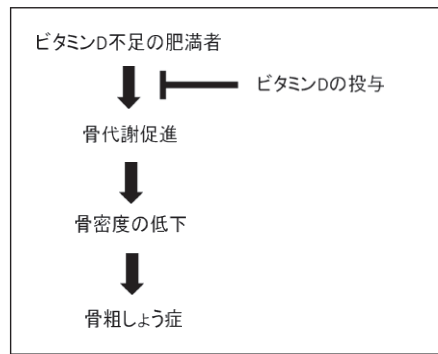 ビタミンD不足の肥満者
ビタミンDの投与
骨代謝促進
骨密度の低下
骨粗しょう症